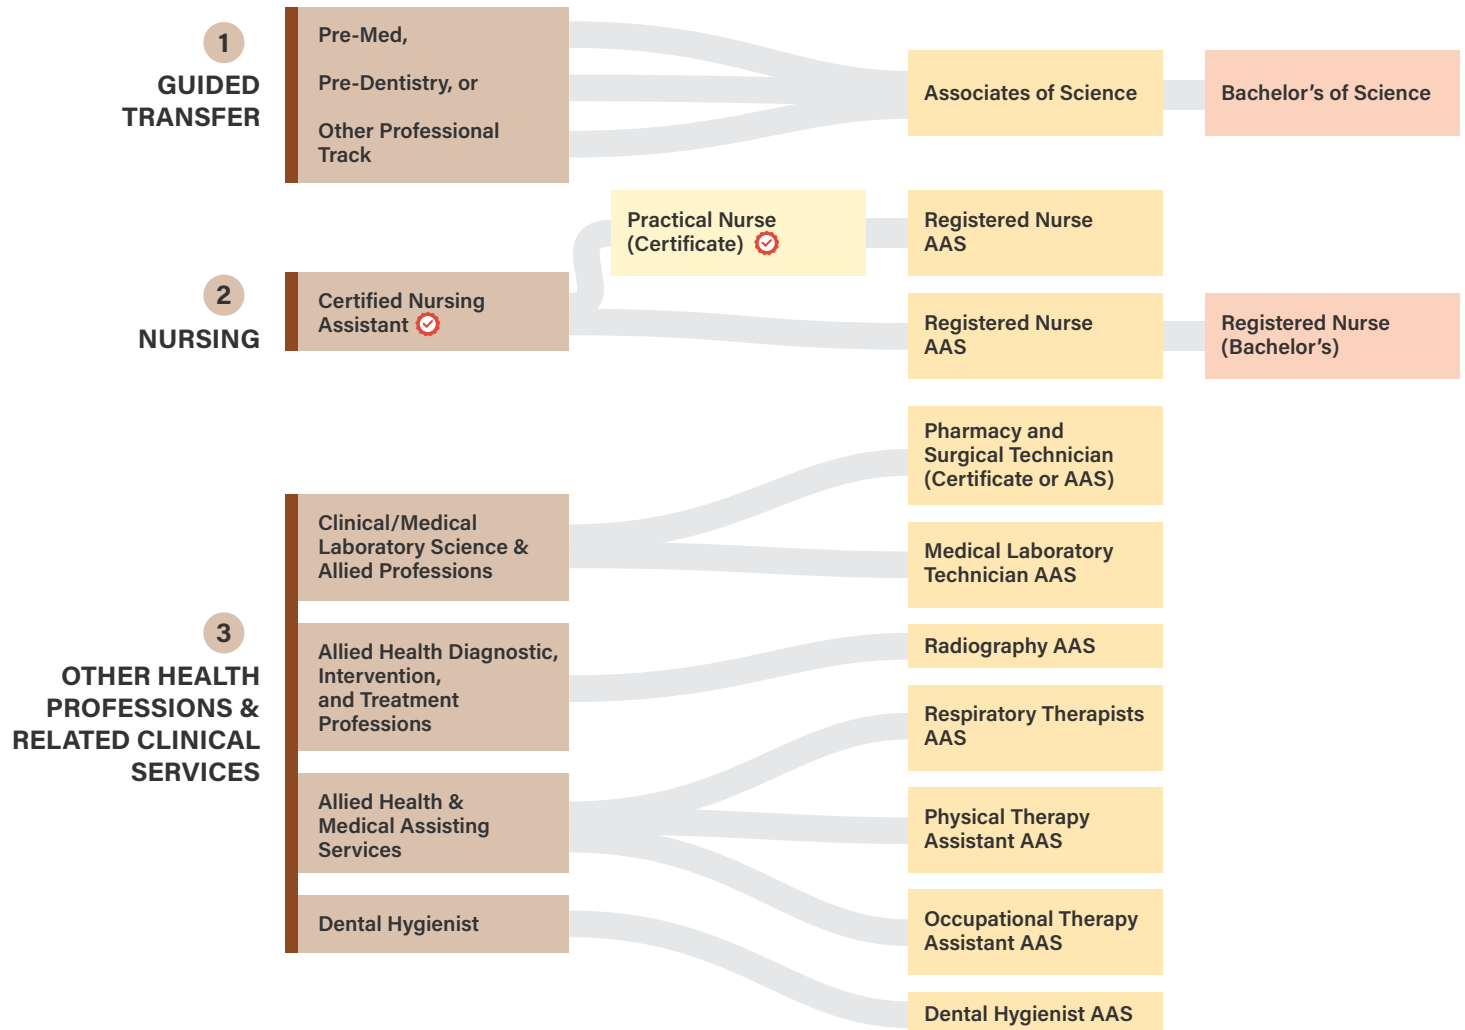 1
GUIDED
TRANSFER
Pre-Med,
Pre-Dentistry, or
Other Professional
Track
Associates of Science
Bachelor’s of Science
2
NURSING
Certified Nursing
Assistant
Practical Nurse
(Certificate)
Registered Nurse
AAS
Registered Nurse
AAS
Registered Nurse
(Bachelor’s)
3
OTHER HEALTH
PROFESSIONS &
RELATED CLINICAL
SERVICES
Clinical/Medical
Laboratory Science &
Allied Professions
Pharmacy and
Surgical Technician
(Certificate or AAS)
Medical Laboratory
Technician AAS
Allied Health Diagnostic,
Intervention,
and Treatment
Professions
Radiography AAS
Allied Health &
Medical Assisting
Services
Respiratory Therapists
AAS
Physical Therapy
Assistant AAS
Occupational Therapy
Assistant AAS
Dental Hygienist
Dental Hygienist AAS